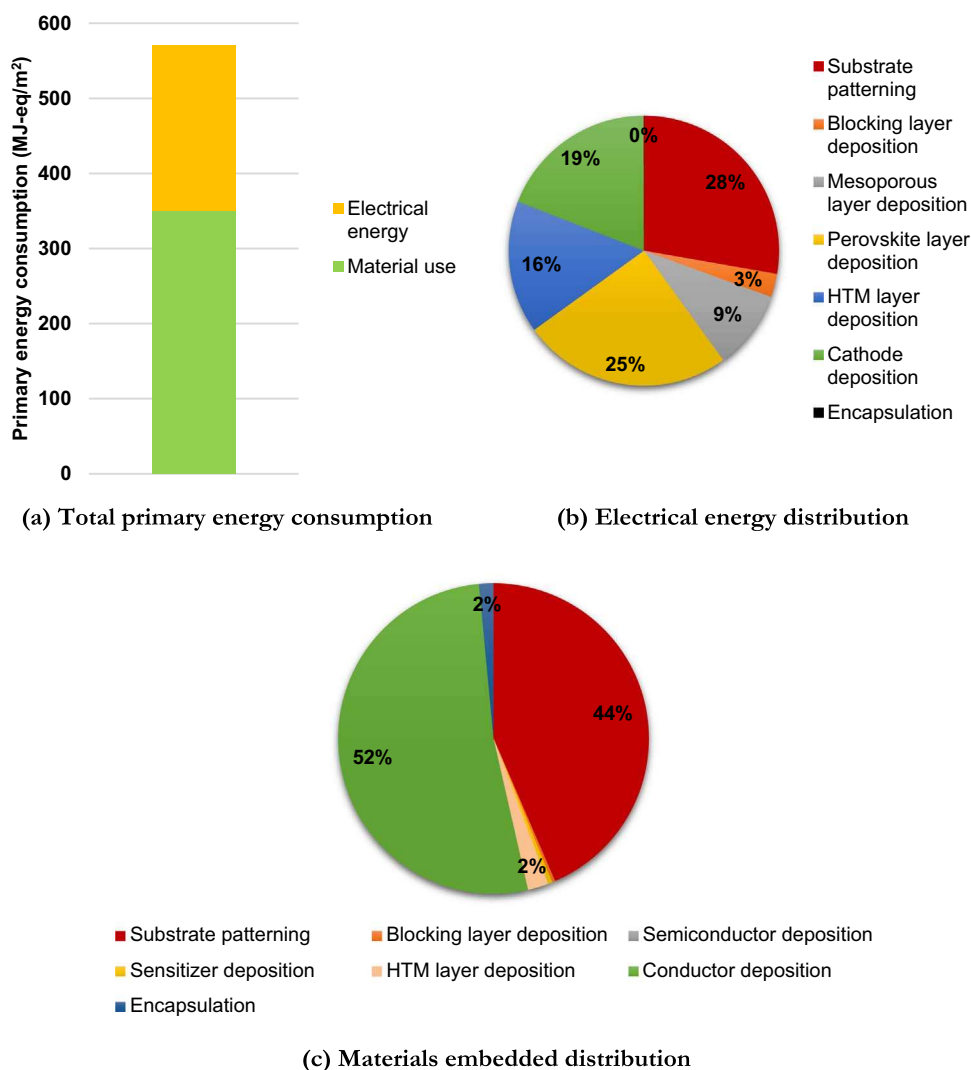 Primary energy consumption (MJ-eq/m²)
600
500
400
300
200
100
0
Electrical
energy
Material use
(a) Total primary energy consumption
0%
28%
3%
9%
25%
16%
19%
Substrate
patterning
Blocking layer
deposition
Mesoporous
layer deposition
Perovskite layer
deposition
HTM layer
deposition
Cathode
deposition
Encapsulation
(b) Electrical energy distribution
2%
44%
52%
2%
Substrate patterning
Blocking layer deposition
Semiconductor deposition
Sensitizer deposition
HTM layer deposition
Conductor deposition
Encapsulation
(c) Materials embedded distribution